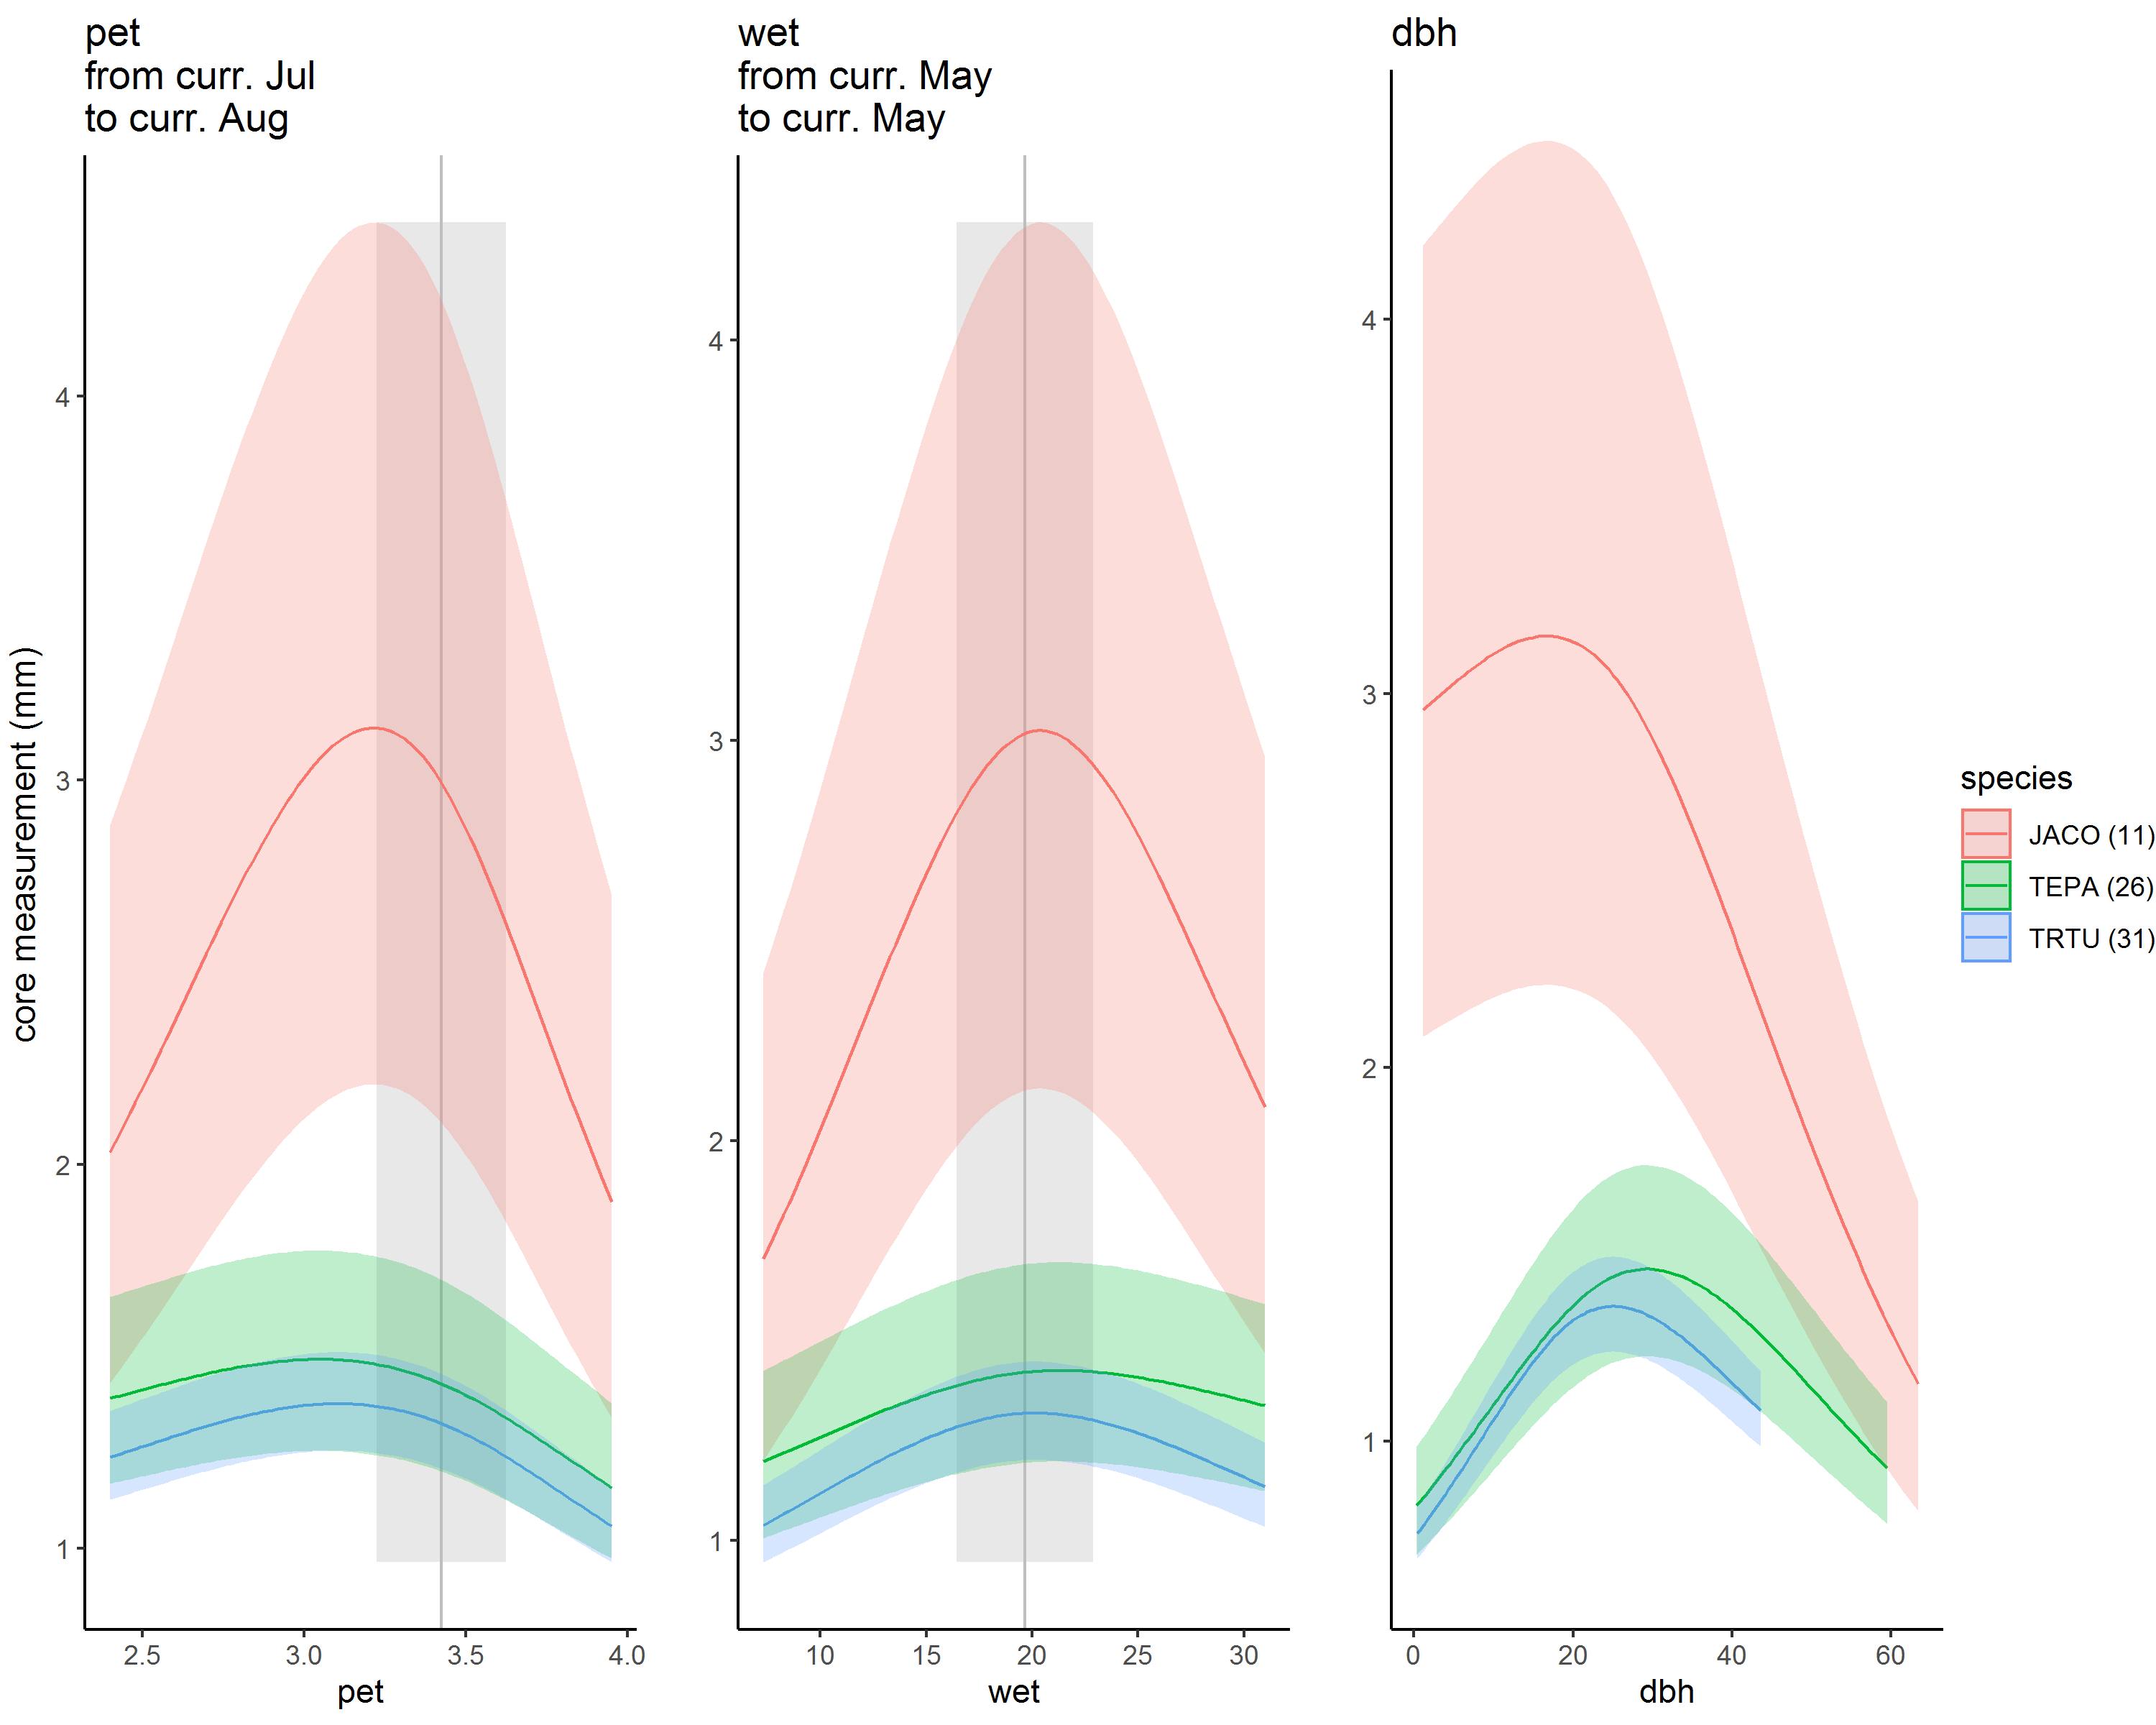 pet
from curr. Jul
to curr. Aug
wet
from curr. May
to curr. May
dbh
core measurement (mm)
4
3
2
1
2.5 3.0 3.5 4.0
pet
4
3
2
1
10 15 20 25 30
wet
4
3
2
1
0 20 40 60
dbh
species
JACO (11)
TEPA (26)
TRTU (31)